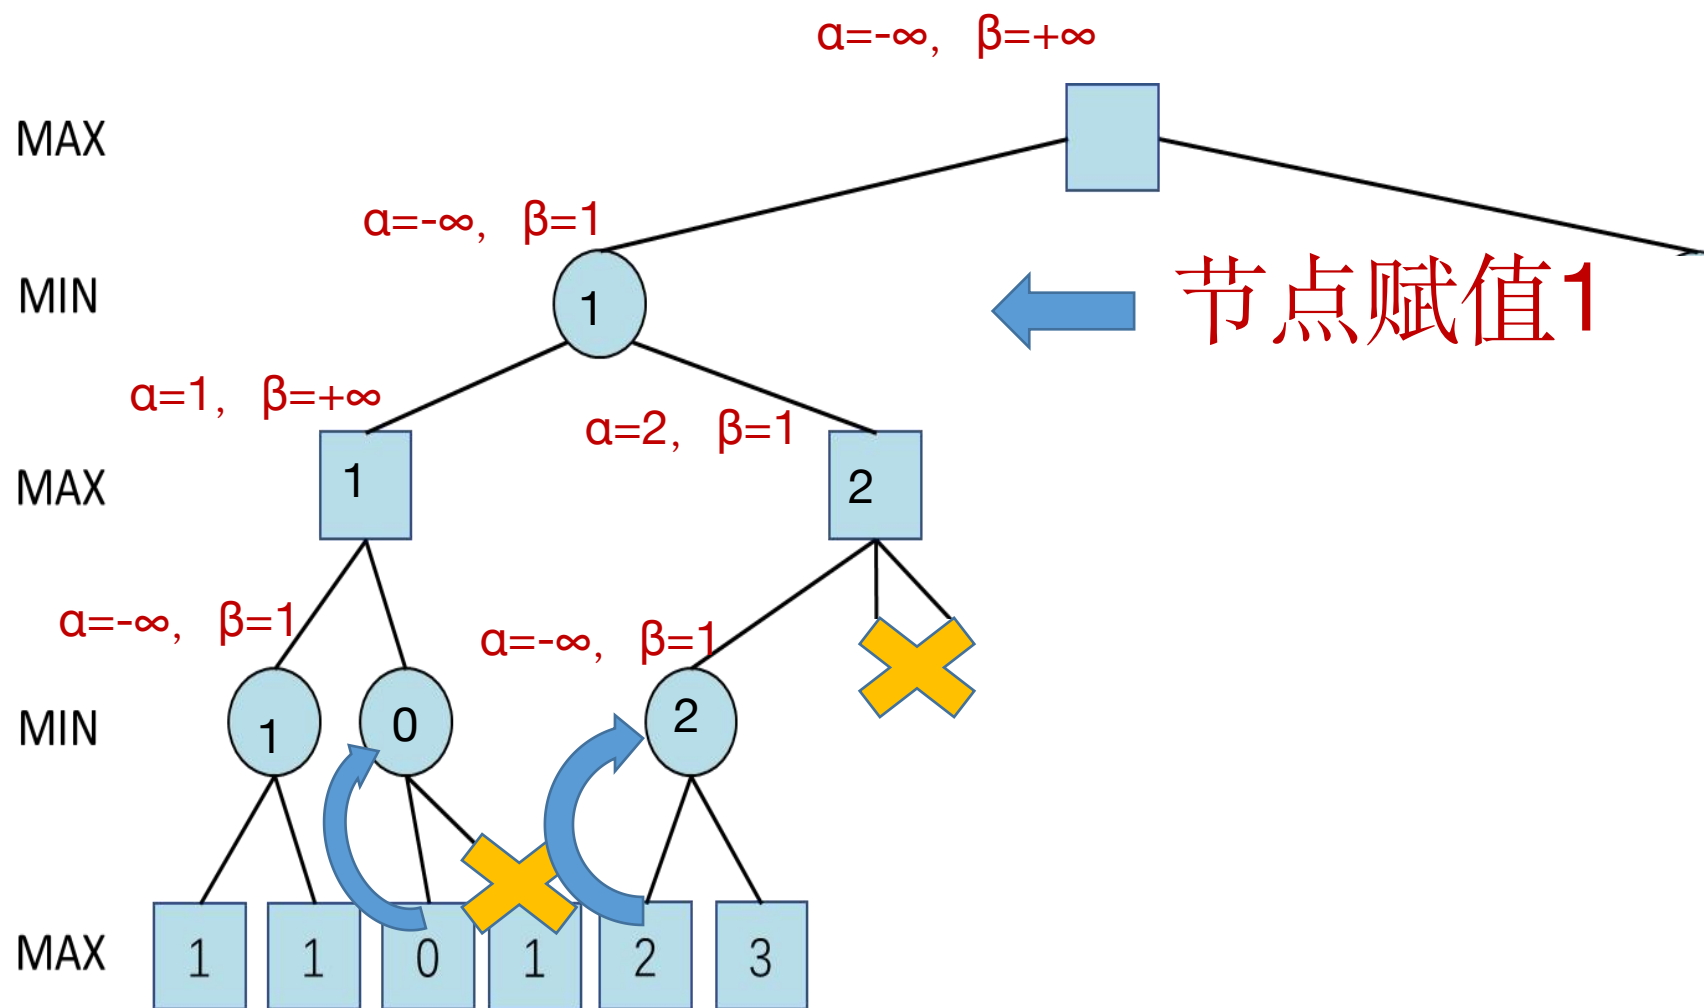 α=-∞, β=+∞
MAX
α=-∞, β=1
MIN
1
节点赋值1
α=1, β=+∞
α=2, β=1
MAX
1
2
α=-∞, β=1
α=-∞, β=1
MIN
1
0
2
MAX
1
1
0
1
2
3